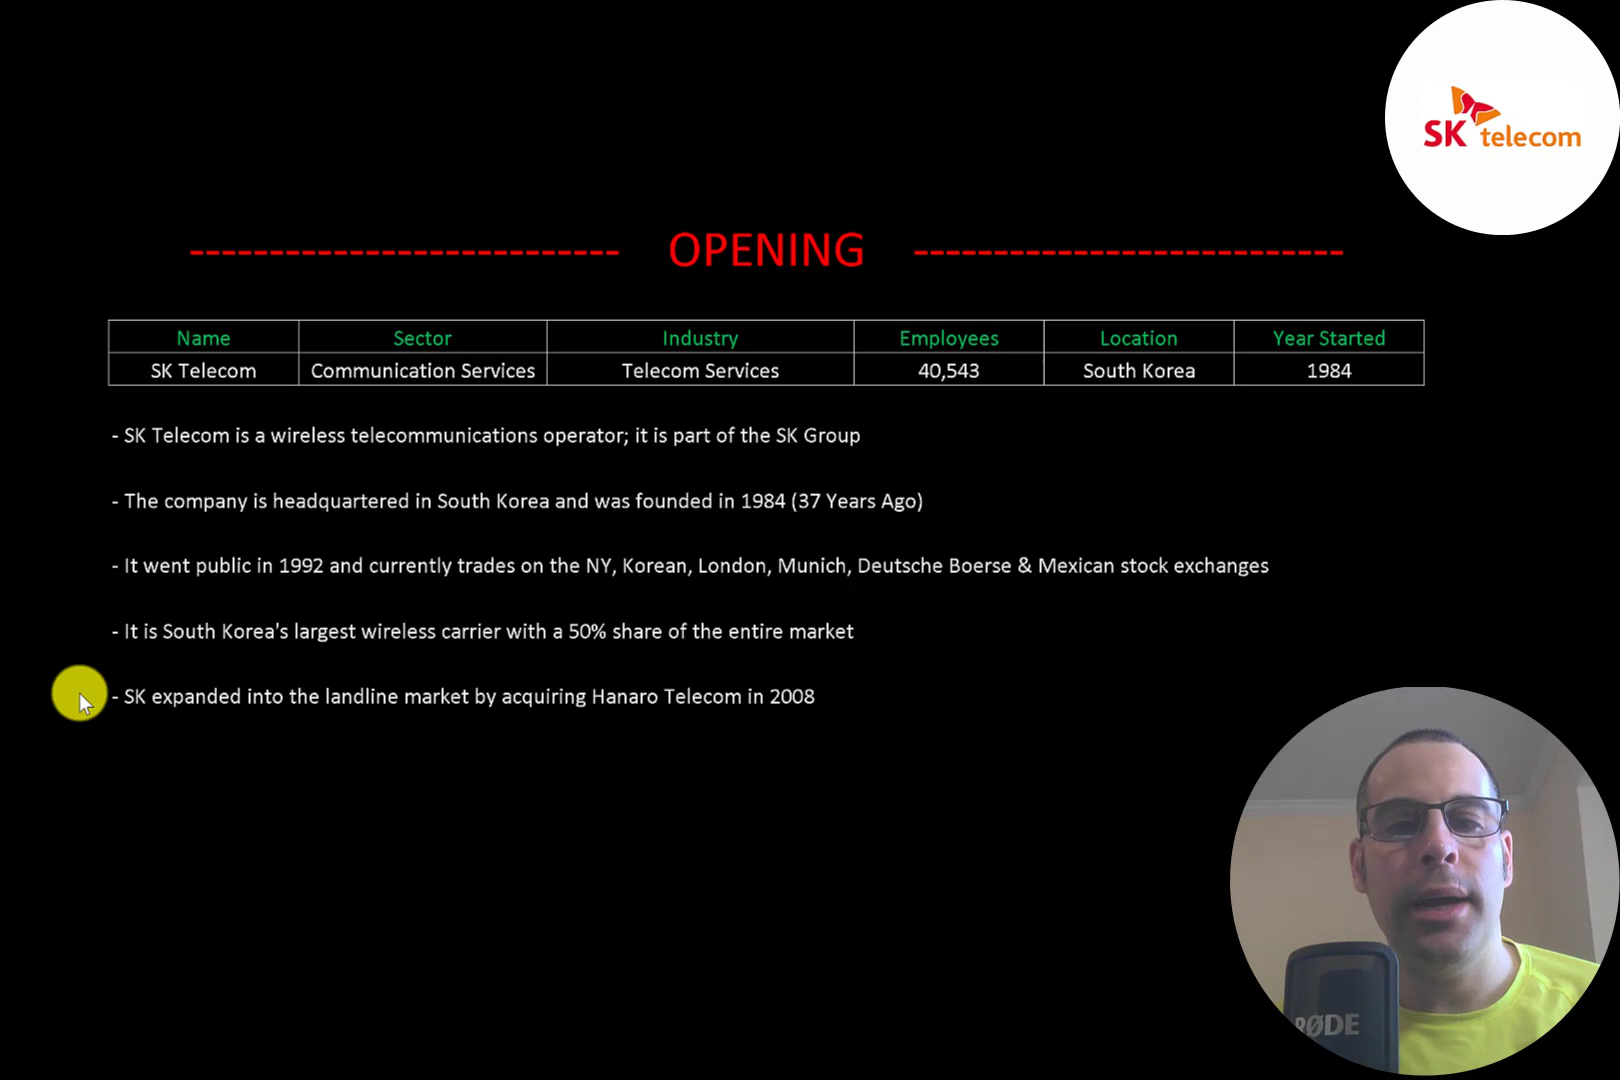 SK telecom
-------------------------- OPENING --------------------------
Name Sector Industry Employees Location Year Started
SK Telecom Communication Services Telecom Services 40,543 South Korea 1984
- SK Telecom is a wireless telecommunications operator; it is part of the SK Group
- The company is headquartered in South Korea and was founded in 1984 (37 Years Ago)
- It went public in 1992 and currently trades on the NY, Korean, London, Munich, Deutsche Boerse & Mexican stock exchanges
- It is South Korea's largest wireless carrier with a 50% share of the entire market
- SK expanded into the landline market by acquiring Hanaro Telecom in 2008
RØDE